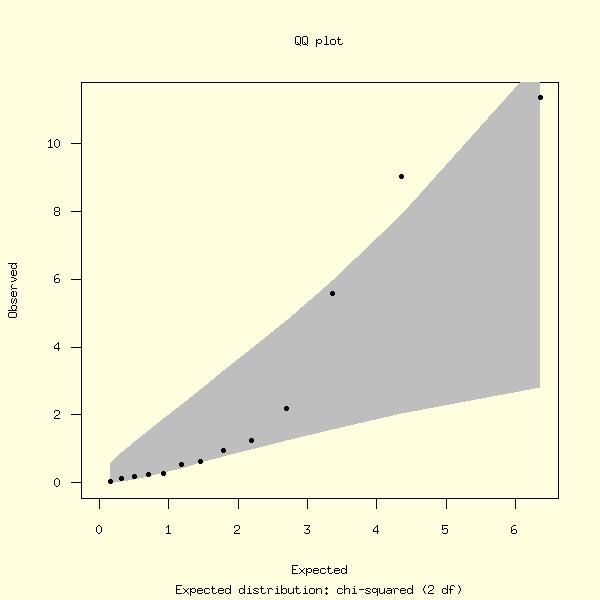 QQ plot
10
8
6
4
2
0
Observed
0 1 2 3 4 5 6
Expected
Expected distribution: chi-squared (2 df)